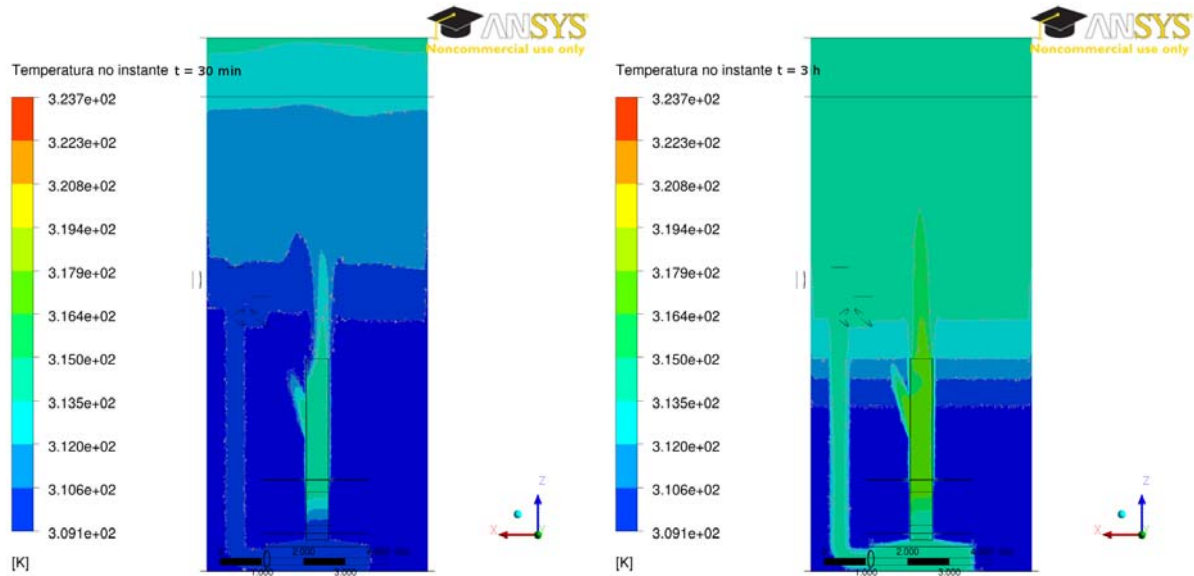 ANSYS
Noncommercial use only
Temperatura no instante t = 30 min
3.237e+02
3.223e+02
3.208e+02
3.194e+02
3.179e+02
3.164e+02
3.150e+02
3.135e+02
3.120e+02
3.106e+02
3.091e+02
[K]
2.000
1.000
3.000
Z
X
Y
ANSYS
Noncommercial use only
Temperatura no instante t = 3 h
3.237e+02
3.223e+02
3.208e+02
3.194e+02
3.179e+02
3.164e+02
3.150e+02
3.135e+02
3.120e+02
3.106e+02
3.091e+02
[K]
2.000
1.000
3.000
Z
X
Y